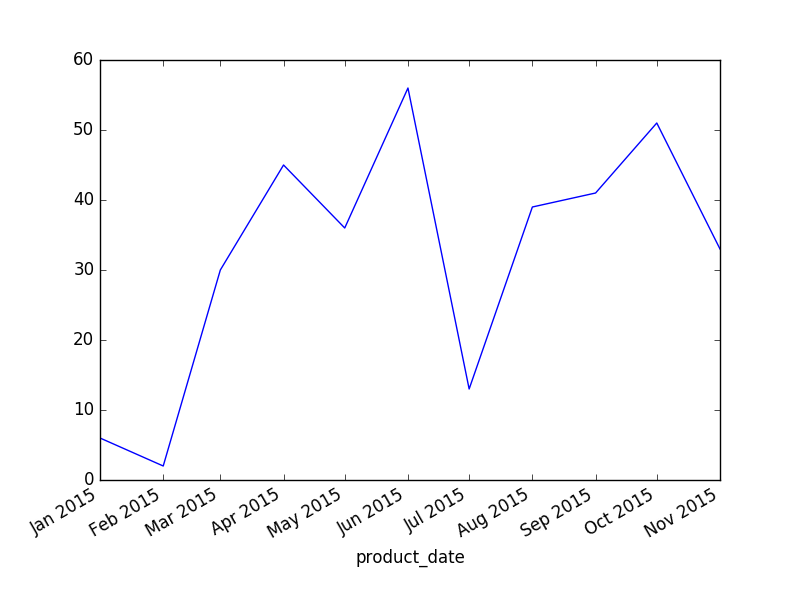 60
50
40
30
20
10
0
Jan 2015
Feb 2015
Mar 2015
Apr 2015
May 2015
Jun 2015
Jul 2015
Aug 2015
Sep 2015
Oct 2015
Nov 2015
product_date